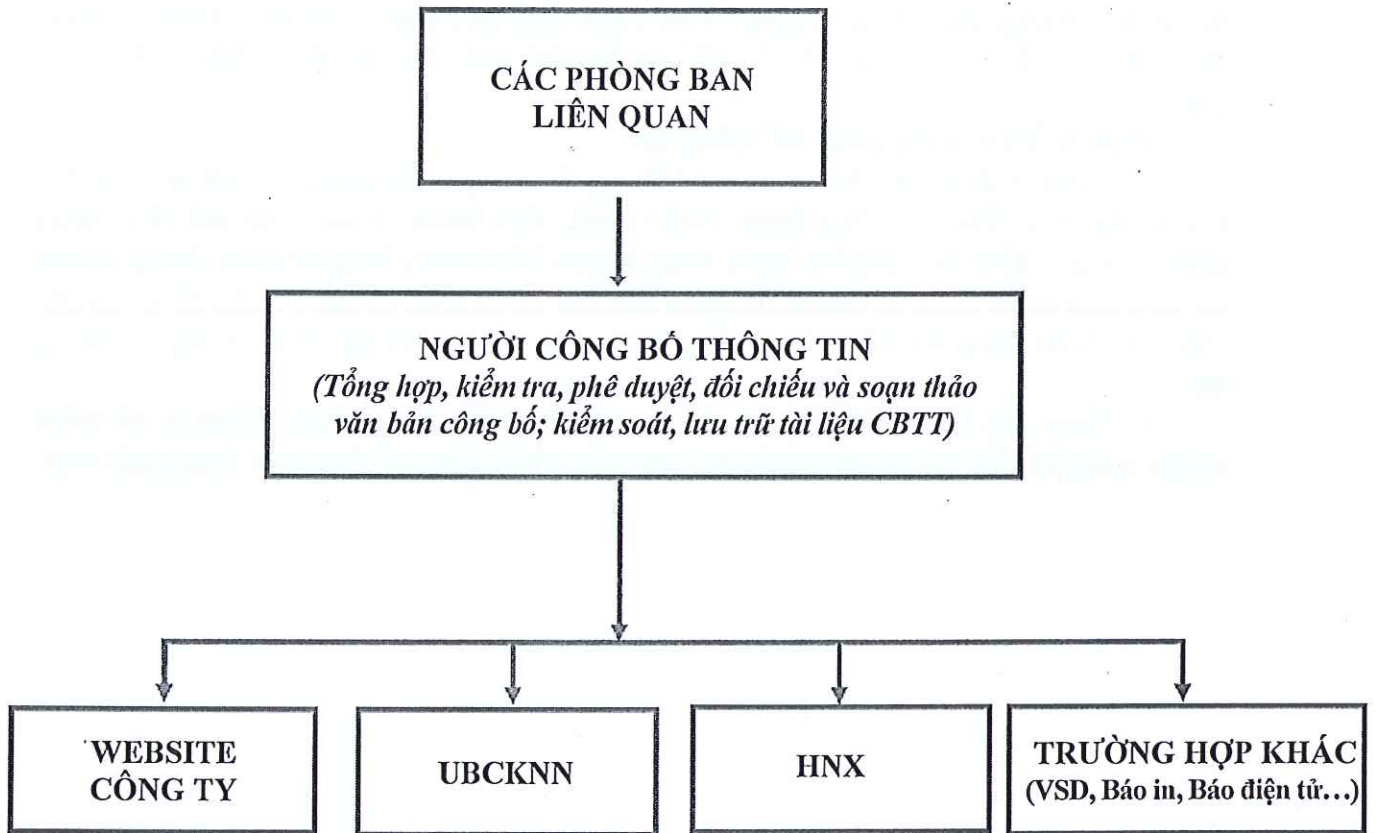 CÁC PHÒNG BAN
LIÊN QUAN
NGƯỜI CÔNG BỐ THÔNG TIN
(Tổng hợp, kiểm tra, phê duyệt, đối chiếu và soạn thảo
văn bản công bố; kiểm soát, lưu trữ tài liệu CBTT)
WEBSITE
CÔNG TY
UBCKNN
HNX
TRƯỜNG HỢP KHÁC
(VSD, Báo in, Báo điện tử...)